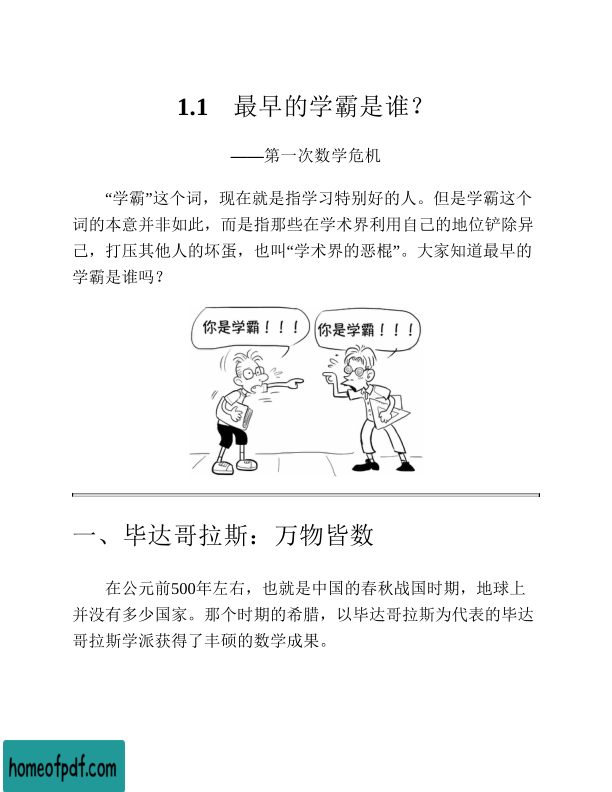 1.1　最早的学霸是谁？
——第一次数学危机
“学霸”这个词，现在就是指学习特别好的人。但是学霸这个
词的本意并非如此，而是指那些在学术界利用自己的地位铲除异
己，打压其他人的坏蛋，也叫“学术界的恶棍”。大家知道最早的
学霸是谁吗？
你是学霸！！！
你是学霸！！！
一、毕达哥拉斯：万物皆数
在公元前500年左右，也就是中国的春秋战国时期，地球上
并没有多少国家。那个时期的希腊，以毕达哥拉斯为代表的毕达
哥拉斯学派获得了丰硕的数学成果。
homeofpdf.com